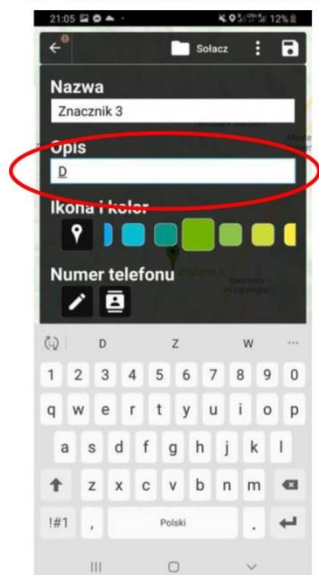 21:05 12%
Sołacz
Nazwa
Znacznik 3
Opis
D
Ikona i kolor
Numer telefonu
D Z W
1 2 3 4 5 6 7 8 9 0
q w e r t y u i o p
a s d f g h j k l
z x c v b n m
!#1 , Polski .